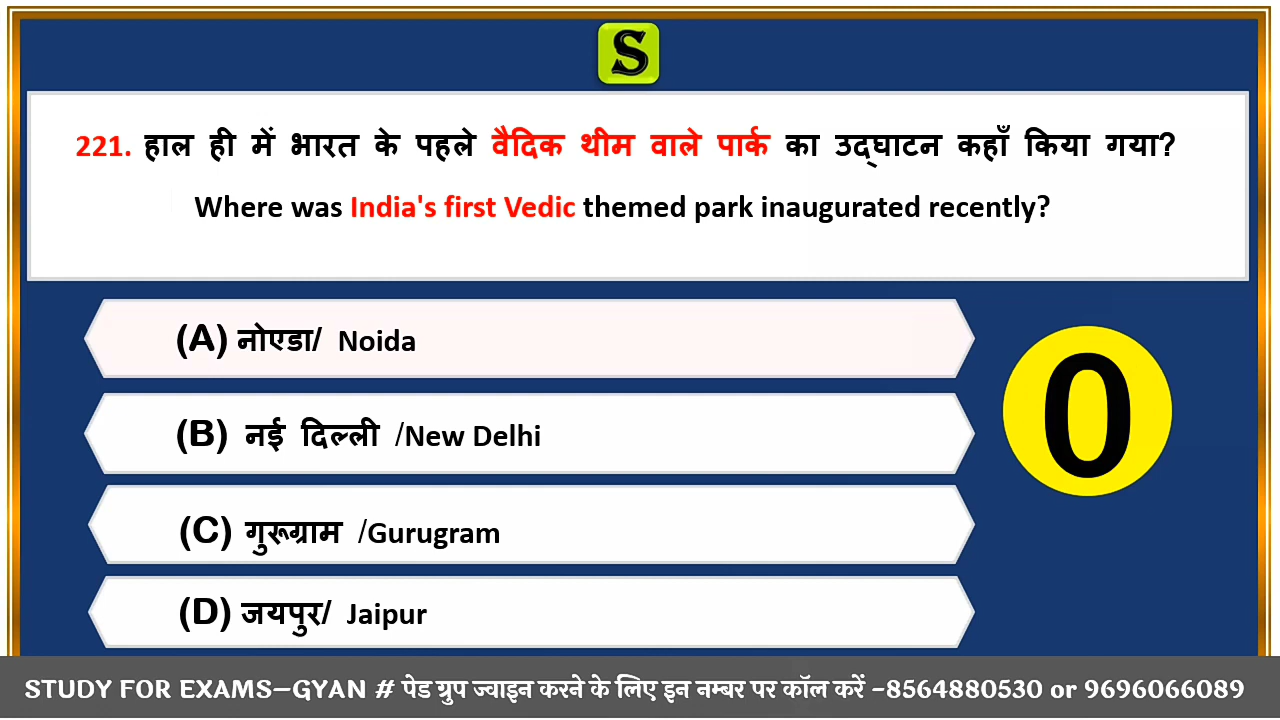 S
221. हाल ही में भारत के पहले वैदिक थीम वाले पार्क का उद्घाटन कहाँ किया गया?
Where was India's first Vedic themed park inaugurated recently?
(A) नोएडा/ Noida
(B) नई दिल्ली /New Delhi
0
(C) गुरूग्राम /Gurugram
(D) जयपुर/ Jaipur
STUDY FOR EXAMS–GYAN # पेड ग्रुप ज्वाइन करने के लिए इन नम्बर पर कॉल करें -8564880530 or 9696066089